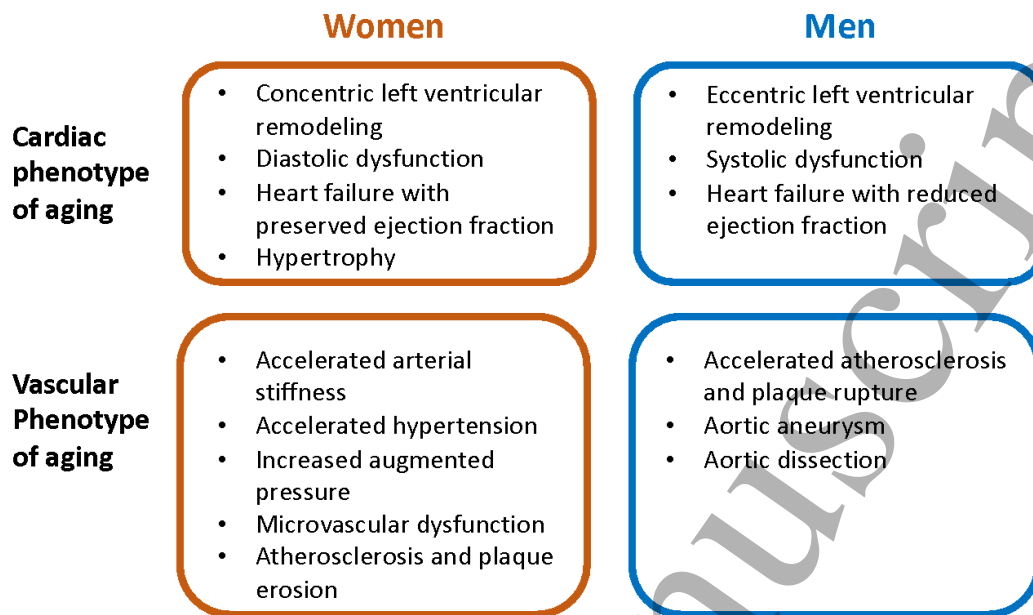 Women
Men
Cardiac
phenotype
of aging
• Concentric left ventricular
remodeling
• Diastolic dysfunction
• Heart failure with
preserved ejection fraction
• Hypertrophy
• Eccentric left ventricular
remodeling
• Systolic dysfunction
• Heart failure with reduced
ejection fraction
Vascular
Phenotype
of aging
• Accelerated arterial
stiffness
• Accelerated hypertension
• Increased augmented
pressure
• Microvascular dysfunction
• Atherosclerosis and plaque
erosion
• Accelerated atherosclerosis
and plaque rupture
• Aortic aneurysm
• Aortic dissection
nuscrip